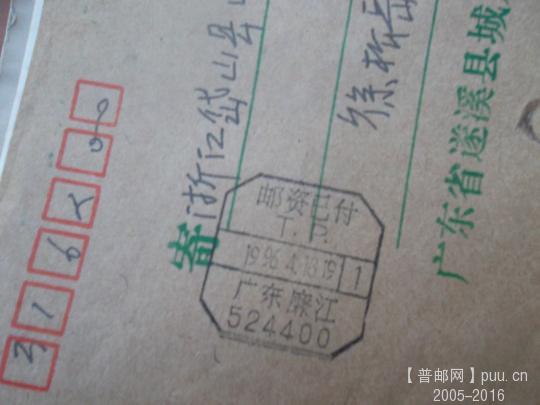 316200
寄
浙江岱山县
徐
广东省遂溪县城
邮资已付
T. P.
1996.4.18.19 1
广东廉江
524400
【普邮网】puu.cn
2005-2016